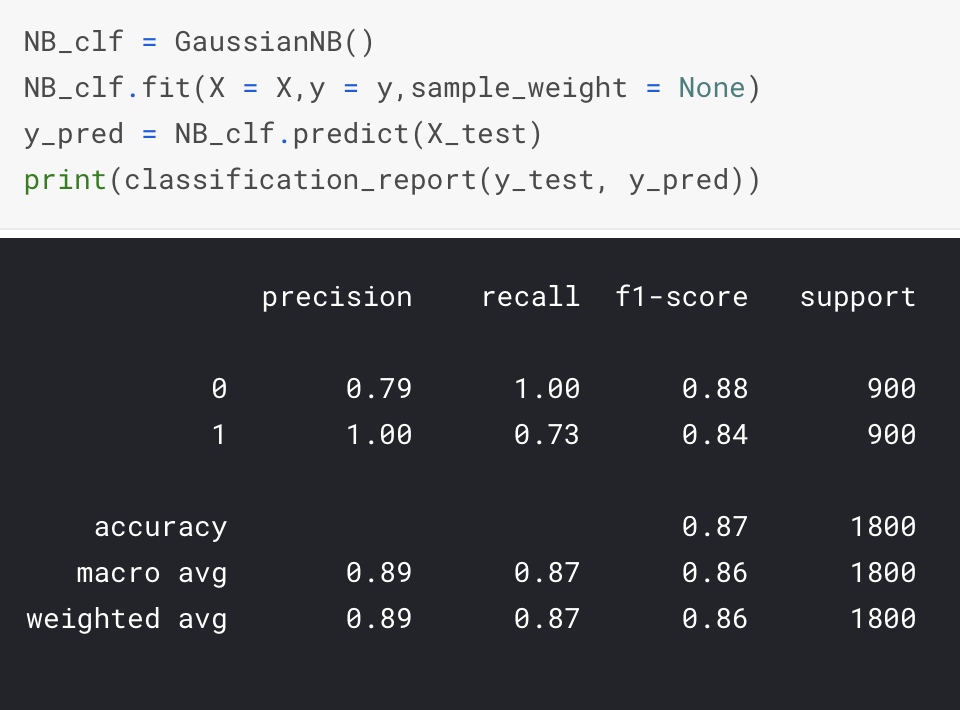 NB_clf = GaussianNB()
NB_clf.fit(X = X,y = y,sample_weight = None)
y_pred = NB_clf.predict(X_test)
print(classification_report(y_test, y_pred))
precision recall f1-score support
0 0.79 1.00 0.88 900
1 1.00 0.73 0.84 900
accuracy 0.87 1800
macro avg 0.89 0.87 0.86 1800
weighted avg 0.89 0.87 0.86 1800